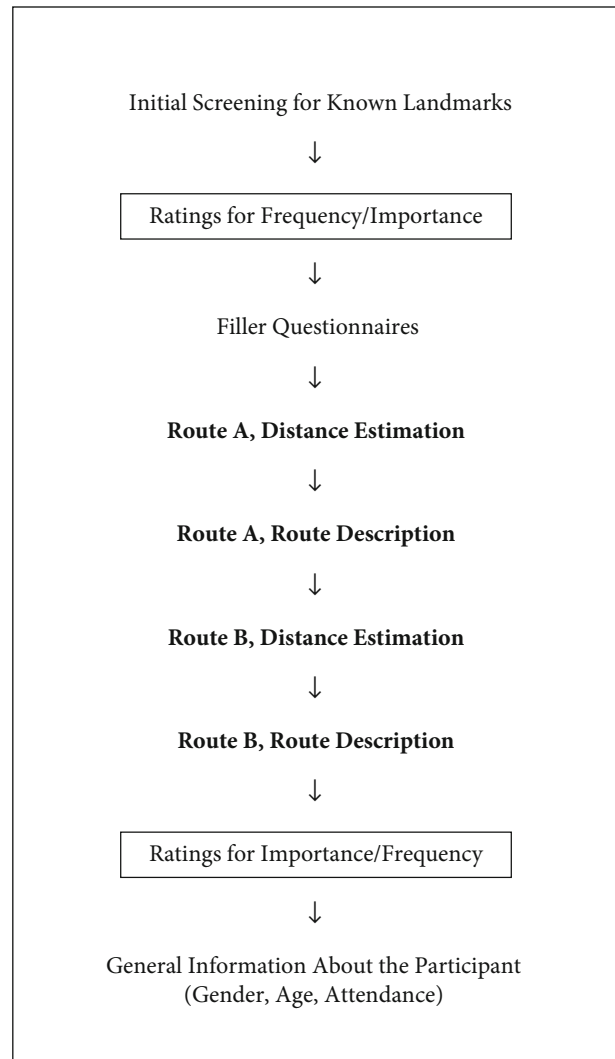 Initial Screening for Known Landmarks
↓
Ratings for Frequency/Importance
↓
Filler Questionnaires
↓
Route A, Distance Estimation
↓
Route A, Route Description
↓
Route B, Distance Estimation
↓
Route B, Route Description
↓
Ratings for Importance/Frequency
↓
General Information About the Participant
(Gender, Age, Attendance)